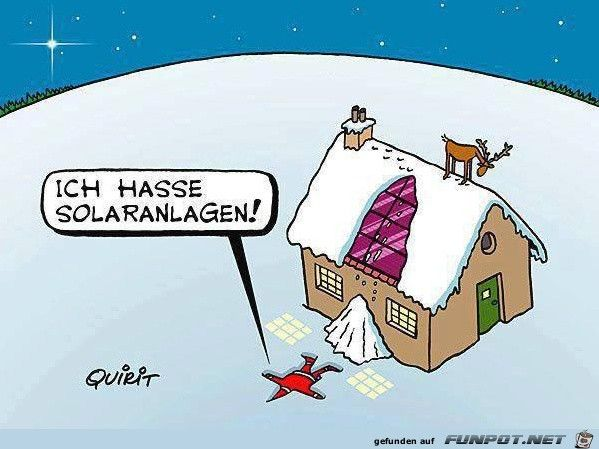 ICH HASSE
SOLARANLAGEN!
QUIRIT
gefunden auf FUNPOT.NET